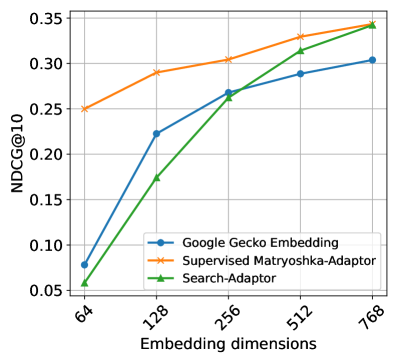 0.35
0.30
0.25
0.20
0.15
0.10
0.05
NDCG@10
Google Gecko Embedding
Supervised Matryoshka-Adaptor
Search-Adaptor
64
128
256
512
768
Embedding dimensions